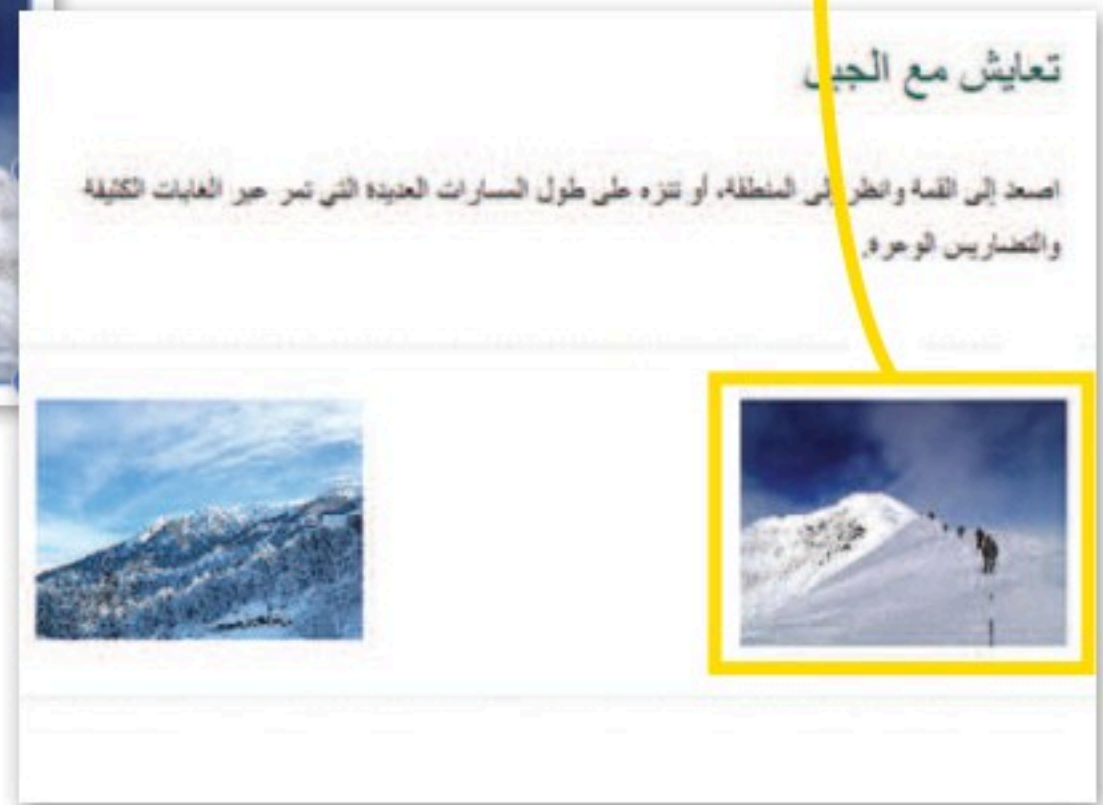 تعايش مع الجبل
اصعد إلى القمة وانظر إلى المنطقة، أو تنزه على طول المسارات العديدة التي تمر عبر الغابات الكثيفة
والتضاريس الوعرة.